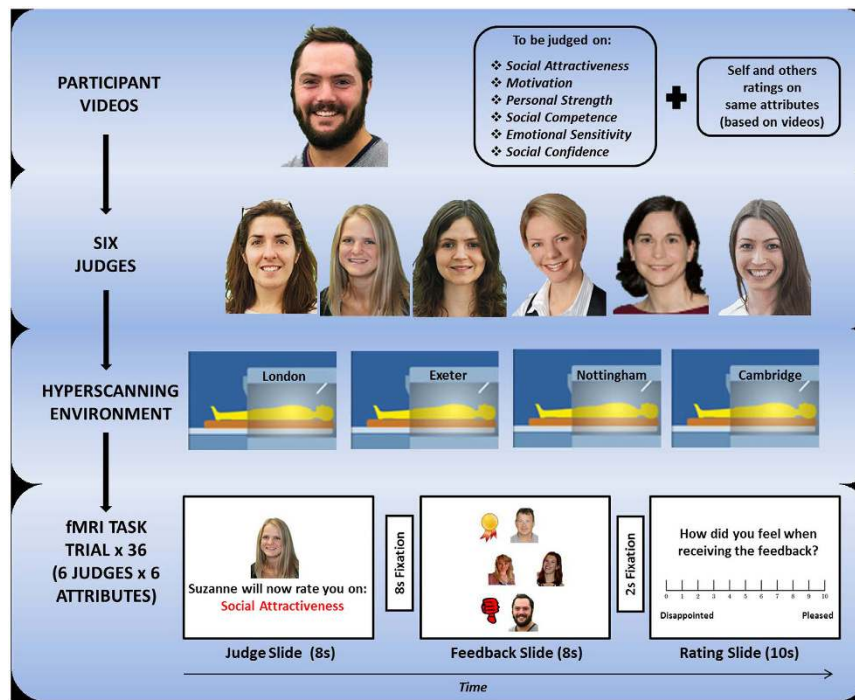 PARTICIPANT
VIDEOS
To be judged on:
❖ Social Attractiveness
❖ Motivation
❖ Personal Strength
❖ Social Competence
❖ Emotional Sensitivity
❖ Social Confidence
Self and others
ratings on
same attributes
(based on videos)
SIX
JUDGES
HYPERSCANNING
ENVIRONMENT
London
Exeter
Nottingham
Cambridge
fMRI TASK
TRIAL x 36
(6 JUDGES x 6
ATTRIBUTES)
Suzanne will now rate you on:
Social Attractiveness
Judge Slide (8s)
8s Fixation
Feedback Slide (8s)
2s Fixation
How did you feel when
receiving the feedback?
0 1 2 3 4 5 6 7 8 9 10
Disappointed Pleased
Rating Slide (10s)
Time